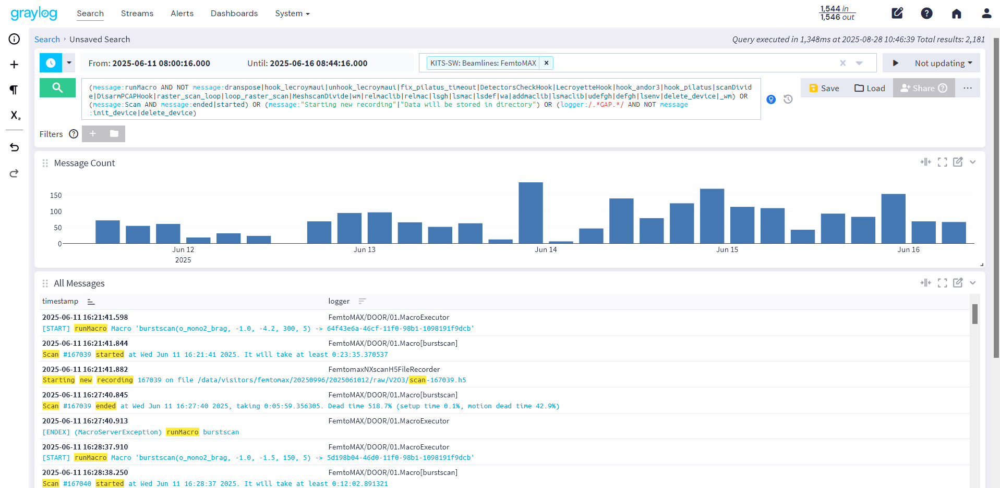 graylog
Search Streams Alerts Dashboards System
1,544 in
1,546 out
Search › Unsaved Search
Query executed in 1,348ms at 2025-08-28 10:46:39 Total results: 2,181
From: 2025-06-11 08:00:16.000 Until: 2025-06-16 08:44:16.000
KITS-SW: Beamlines: FemtoMAX ×
Not updating
(message:runMacro AND NOT message:dranspose|hook_lecroymaui|unhook_lecroymaui|fix_pilatus_timeout|DetectorsCheckHook|LecroyetteHook|hook_andor3|hook_pilatus|scanDivid
e|DisarmPCAPHook|raster_scan_loop|loop_raster_scan|MeshscanDivide|wm|relmaclib|relmac|lsgh|lsmac|lsdef|wa|addmaclib|lsmaclib|udefgh|defgh|lsenv|delete_device|_wm) OR
(message:Scan AND message:ended|started) OR (message:"Starting new recording"|"Data will be stored in directory") OR (logger:/.*GAP.*/ AND NOT message
:init_device|delete_device)
Save Load Share ...
Filters
Message Count
150
100
50
0
Jun 12 Jun 13 Jun 14 Jun 15 Jun 16
2025
All Messages
timestamp logger
2025-06-11 16:21:41.598 FemtoMAX/DOOR/01.MacroExecutor
[START] runMacro Macro 'burstscan(o_mono2_brag, -1.0, -4.2, 300, 5) -> 64f43e6a-46cf-11f0-98b1-1098191f9dcb'
2025-06-11 16:21:41.844 FemtoMAX/DOOR/01.Macro[burstscan]
Scan #167039 started at Wed Jun 11 16:21:41 2025. It will take at least 0:23:35.370537
2025-06-11 16:21:41.882 FemtomaxNXscanH5FileRecorder
Starting new recording 167039 on file /data/visitors/femtomax/20250996/2025061012/raw/V2O3/scan-167039.h5
2025-06-11 16:27:40.845 FemtoMAX/DOOR/01.Macro[burstscan]
Scan #167039 ended at Wed Jun 11 16:27:40 2025, taking 0:05:59.356305. Dead time 518.7% (setup time 0.1%, motion dead time 42.9%)
2025-06-11 16:27:40.913 FemtoMAX/DOOR/01.MacroExecutor
[ENDEX] (MacroServerException) runMacro burstscan
2025-06-11 16:28:37.910 FemtoMAX/DOOR/01.MacroExecutor
[START] runMacro Macro 'burstscan(o_mono2_brag, -1.0, -1.5, 150, 5) -> 5d198b04-46d0-11f0-98b1-1098191f9dcb'
2025-06-11 16:28:38.250 FemtoMAX/DOOR/01.Macro[burstscan]
Scan #167040 started at Wed Jun 11 16:28:37 2025. It will take at least 0:12:02.891321